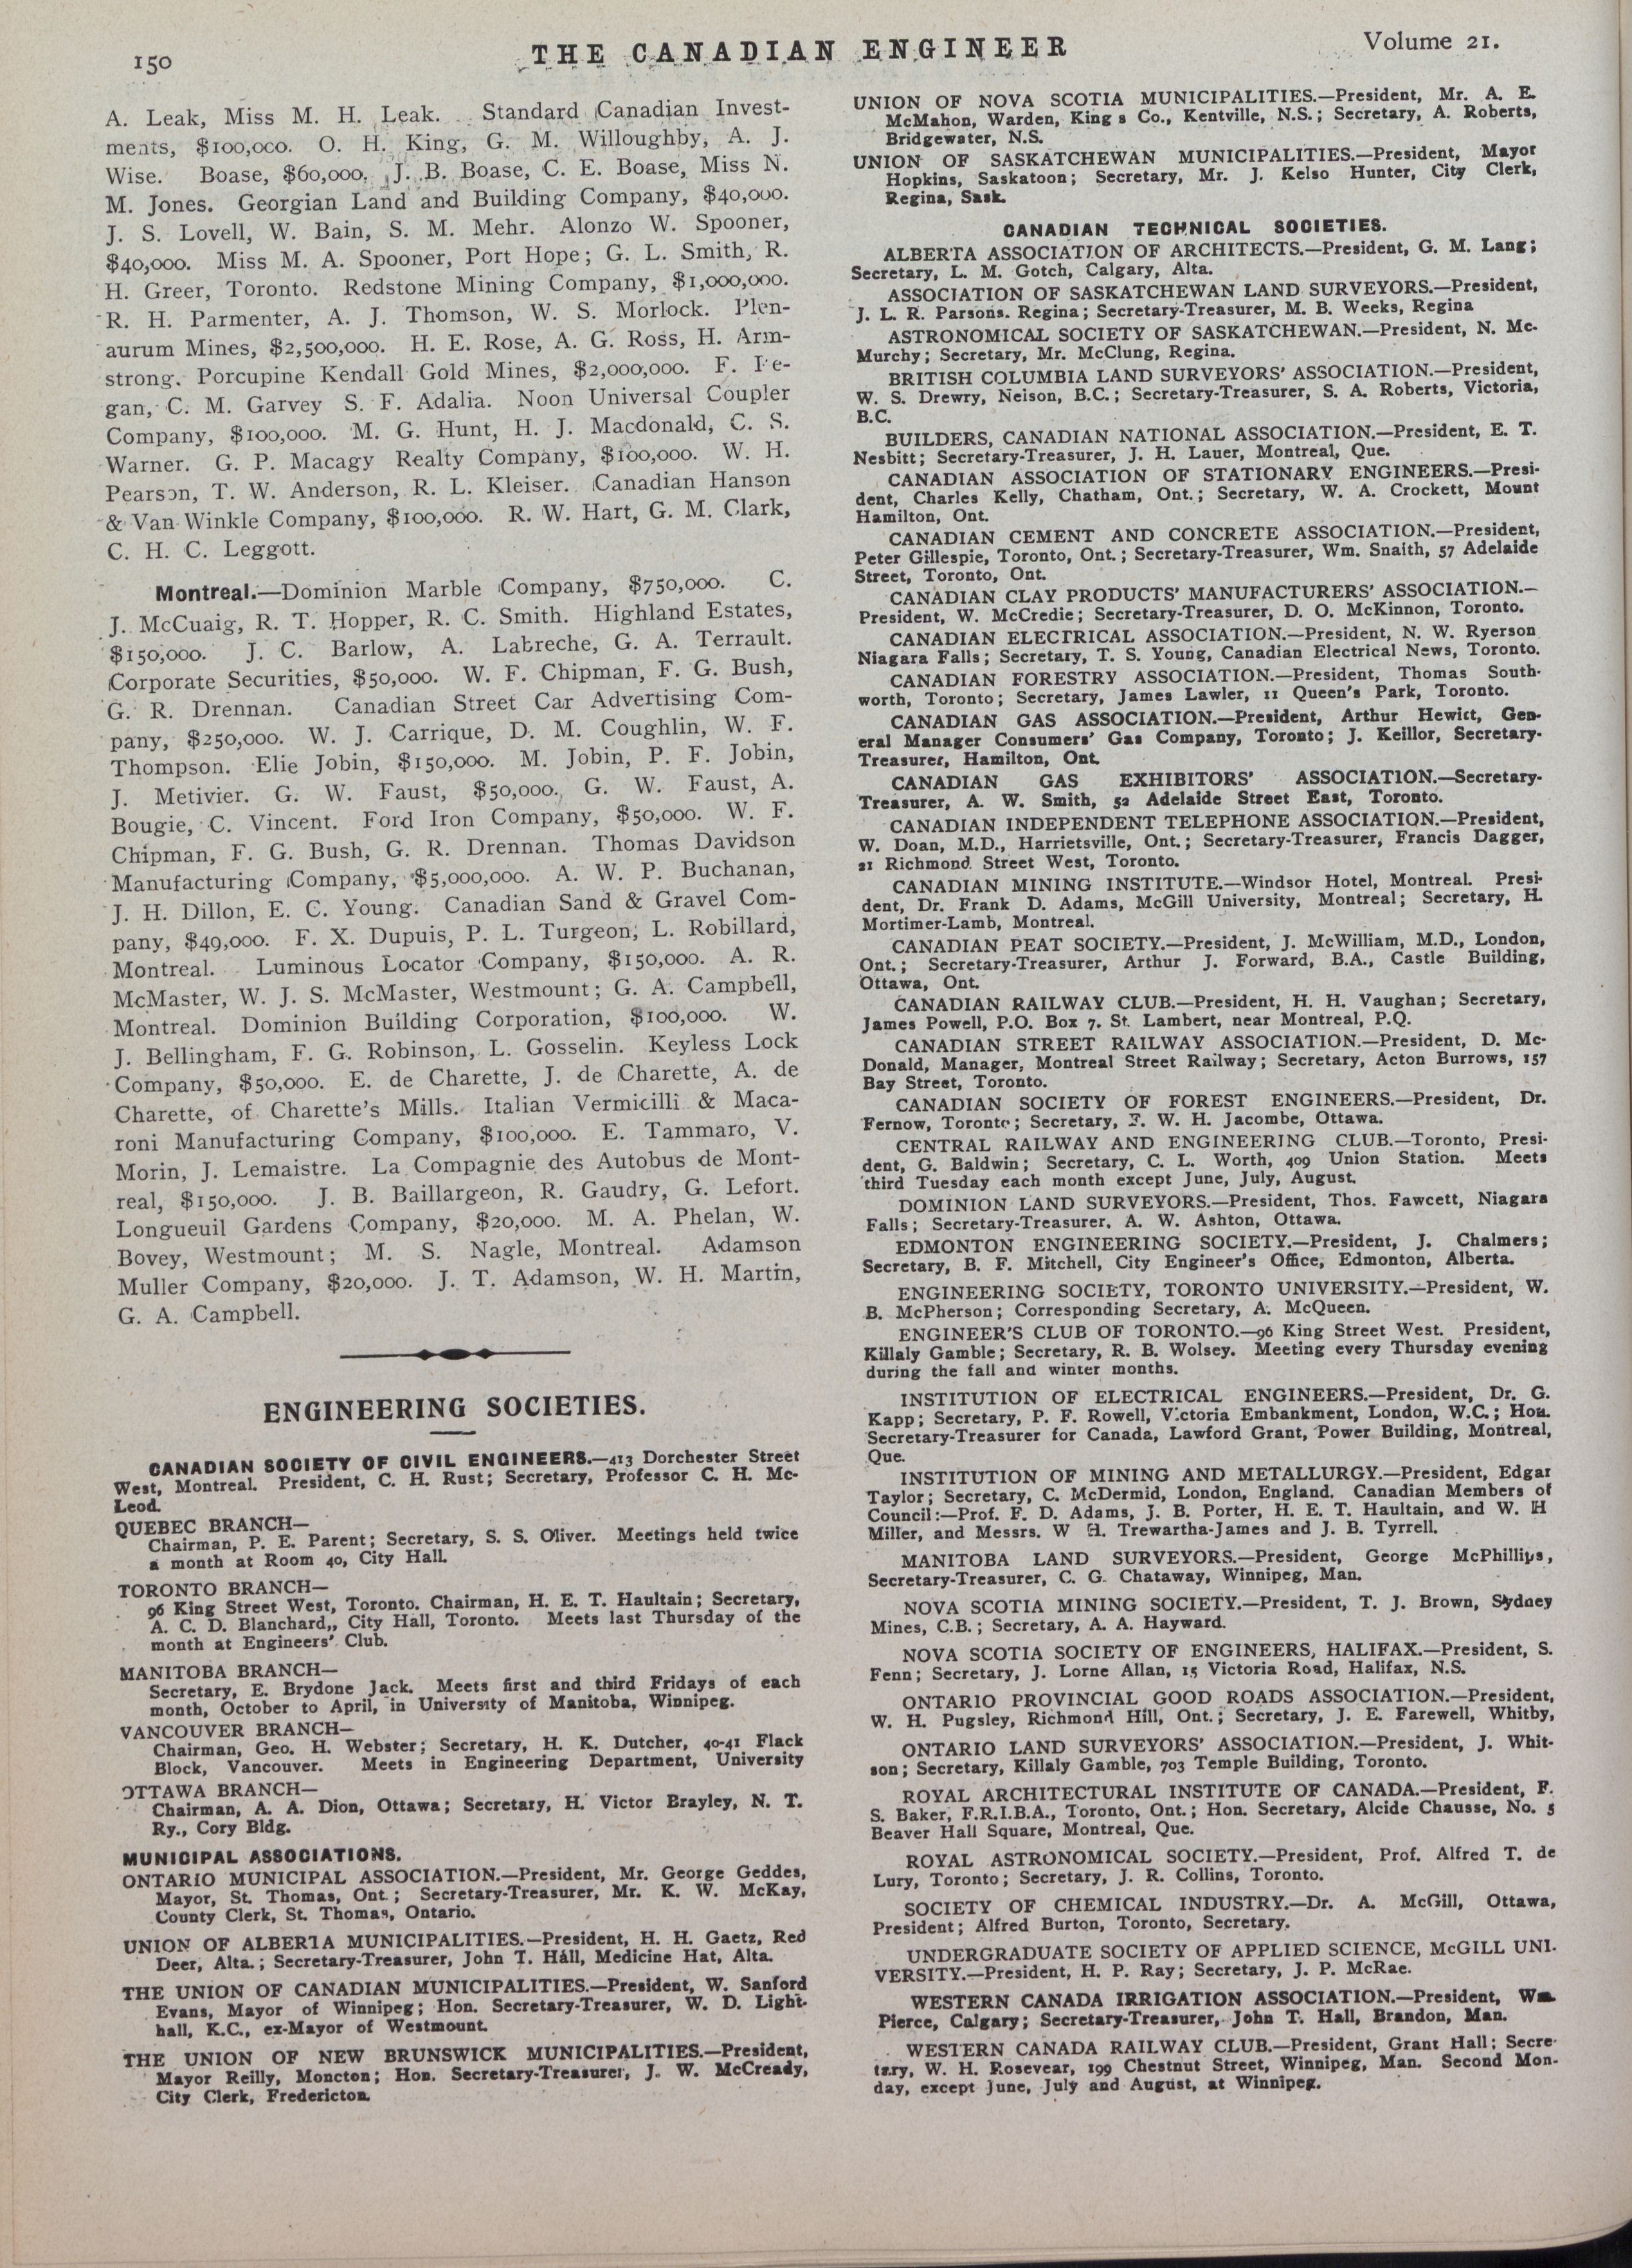 150
THE CANADIAN ENGINEER
Volume 21.
A. Leak, Miss M. H. Leak. Standard Canadian Invest-
ments, $100,000. O. H. King, G. M. Willoughby, A. J.
Wise. Boase, $60,000. J. B. Boase, C. E. Boase, Miss N.
M. Jones. Georgian Land and Building Company, $40,000.
J. S. Lovell, W. Bain, S. M. Mehr. Alonzo W. Spooner,
$40,000. Miss M. A. Spooner, Port Hope; G. L. Smith, R.
H. Greer, Toronto. Redstone Mining Company, $1,000,000.
R. H. Parmenter, A. J. Thomson, W. S. Morlock. Plen-
aurum Mines, $2,500,000. H. E. Rose, A. G. Ross, H. Arm-
strong. Porcupine Kendall Gold Mines, $2,000,000. F. Fe-
gan, C. M. Garvey S. F. Adalia. Noon Universal Coupler
Company, $100,000. M. G. Hunt, H. J. Macdonald, C. S.
Warner. G. P. Macagy Realty Company, $100,000. W. H.
Pearson, T. W. Anderson, R. L. Kleiser. Canadian Hanson
& Van Winkle Company, $100,000. R. W. Hart, G. M. Clark,
C. H. C. Leggott.
Montreal.—Dominion Marble Company, $750,000. C.
J. McCuaig, R. T. Hopper, R. C. Smith. Highland Estates,
$150,000. J. C. Barlow, A. Labreche, G. A. Terrault.
Corporate Securities, $50,000. W. F. Chipman, F. G. Bush,
G. R. Drennan. Canadian Street Car Advertising Com-
pany, $250,000. W. J. Carrique, D. M. Coughlin, W. F.
Thompson. Elie Jobin, $150,000. M. Jobin, P. F. Jobin,
J. Metivier. G. W. Faust, $50,000. G. W. Faust, A.
Bougie, C. Vincent. Ford Iron Company, $50,000. W. F.
Chipman, F. G. Bush, G. R. Drennan. Thomas Davidson
Manufacturing Company, $5,000,000. A. W. P. Buchanan,
J. H. Dillon, E. C. Young. Canadian Sand & Gravel Com-
pany, $49,000. F. X. Dupuis, P. L. Turgeon, L. Robillard,
Montreal. Luminous Locator Company, $150,000. A. R.
McMaster, W. J. S. McMaster, Westmount; G. A. Campbell,
Montreal. Dominion Building Corporation, $100,000. W.
J. Bellingham, F. G. Robinson, L. Gosselin. Keyless Lock
Company, $50,000. E. de Charette, J. de Charette, A. de
Charette, of Charette's Mills. Italian Vermicilli & Maca-
roni Manufacturing Company, $100,000. E. Tammaro, V.
Morin, J. Lemaistre. La Compagnie des Autobus de Mont-
real, $150,000. J. B. Baillargeon, R. Gaudry, G. Lefort.
Longueuil Gardens Company, $20,000. M. A. Phelan, W.
Bovey, Westmount; M. S. Nagle, Montreal. Adamson
Muller Company, $20,000. J. T. Adamson, W. H. Martin,
G. A. Campbell.
ENGINEERING SOCIETIES.
CANADIAN SOCIETY OF CIVIL ENGINEERS.—413 Dorchester Street
West, Montreal. President, C. H. Rust; Secretary, Professor C. H. Mc-
Leod.
QUEBEC BRANCH—
Chairman, P. E. Parent; Secretary, S. S. Oliver. Meetings held twice
a month at Room 40, City Hall.
TORONTO BRANCH—
96 King Street West, Toronto. Chairman, H. E. T. Haultain; Secretary,
A. C. D. Blanchard,, City Hall, Toronto. Meets last Thursday of the
month at Engineers' Club.
MANITOBA BRANCH—
Secretary, E. Brydone Jack. Meets first and third Fridays of each
month, October to April, in University of Manitoba, Winnipeg.
VANCOUVER BRANCH—
Chairman, Geo. H. Webster; Secretary, H. K. Dutcher, 40-41 Flack
Block, Vancouver. Meets in Engineering Department, University
OTTAWA BRANCH—
Chairman, A. A. Dion, Ottawa; Secretary, H. Victor Brayley, N. T.
Ry., Cory Bldg.
MUNICIPAL ASSOCIATIONS.
ONTARIO MUNICIPAL ASSOCIATION.—President, Mr. George Geddes,
Mayor, St. Thomas, Ont.; Secretary-Treasurer, Mr. K. W. McKay,
County Clerk, St. Thomas, Ontario.
UNION OF ALBERTA MUNICIPALITIES.—President, H. H. Gaetz, Red
Deer, Alta.; Secretary-Treasurer, John T. Hall, Medicine Hat, Alta.
THE UNION OF CANADIAN MUNICIPALITIES.—President, W. Sanford
Evans, Mayor of Winnipeg; Hon. Secretary-Treasurer, W. D. Light-
hall, K.C., ex-Mayor of Westmount.
THE UNION OF NEW BRUNSWICK MUNICIPALITIES.—President,
Mayor Reilly, Moncton; Hon. Secretary-Treasurer, J. W. McCready,
City Clerk, Fredericton.
UNION OF NOVA SCOTIA MUNICIPALITIES.—President, Mr. A. E.
McMahon, Warden, King s Co., Kentville, N.S.; Secretary, A. Roberts,
Bridgewater, N.S.
UNION OF SASKATCHEWAN MUNICIPALITIES.—President, Mayor
Hopkins, Saskatoon; Secretary, Mr. J. Kelso Hunter, City Clerk,
Regina, Sask.
CANADIAN TECHNICAL SOCIETIES.
ALBERTA ASSOCIATION OF ARCHITECTS.—President, G. M. Lang;
Secretary, L. M. Gotch, Calgary, Alta.
ASSOCIATION OF SASKATCHEWAN LAND SURVEYORS.—President,
J. L. R. Parsons. Regina; Secretary-Treasurer, M. B. Weeks, Regina
ASTRONOMICAL SOCIETY OF SASKATCHEWAN.—President, N. Mc-
Murchy; Secretary, Mr. McClung, Regina.
BRITISH COLUMBIA LAND SURVEYORS' ASSOCIATION.—President,
W. S. Drewry, Nelson, B.C.; Secretary-Treasurer, S. A. Roberts, Victoria,
B.C.
BUILDERS, CANADIAN NATIONAL ASSOCIATION.—President, E. T.
Nesbitt; Secretary-Treasurer, J. H. Lauer, Montreal, Que.
CANADIAN ASSOCIATION OF STATIONARY ENGINEERS.—Presi-
dent, Charles Kelly, Chatham, Ont.; Secretary, W. A. Crockett, Mount
Hamilton, Ont.
CANADIAN CEMENT AND CONCRETE ASSOCIATION.—President,
Peter Gillespie, Toronto, Ont.; Secretary-Treasurer, Wm. Snaith, 57 Adelaide
Street, Toronto, Ont.
CANADIAN CLAY PRODUCTS' MANUFACTURERS' ASSOCIATION.—
President, W. McCredie; Secretary-Treasurer, D. O. McKinnon, Toronto.
CANADIAN ELECTRICAL ASSOCIATION.—President, N. W. Ryerson
Niagara Falls; Secretary, T. S. Young, Canadian Electrical News, Toronto.
CANADIAN FORESTRY ASSOCIATION.—President, Thomas South-
worth, Toronto; Secretary, James Lawler, 11 Queen's Park, Toronto.
CANADIAN GAS ASSOCIATION.—President, Arthur Hewitt, Gen-
eral Manager Consumers' Gas Company, Toronto; J. Keillor, Secretary-
Treasurer, Hamilton, Ont.
CANADIAN GAS EXHIBITORS' ASSOCIATION.—Secretary-
Treasurer, A. W. Smith, 52 Adelaide Street East, Toronto.
CANADIAN INDEPENDENT TELEPHONE ASSOCIATION.—President,
W. Doan, M.D., Harrietsville, Ont.; Secretary-Treasurer, Francis Dagger,
21 Richmond Street West, Toronto.
CANADIAN MINING INSTITUTE.—Windsor Hotel, Montreal. Presi-
dent, Dr. Frank D. Adams, McGill University, Montreal; Secretary, H.
Mortimer-Lamb, Montreal.
CANADIAN PEAT SOCIETY.—President, J. McWilliam, M.D., London,
Ont.; Secretary-Treasurer, Arthur J. Forward, B.A., Castle Building,
Ottawa, Ont.
CANADIAN RAILWAY CLUB.—President, H. H. Vaughan; Secretary,
James Powell, P.O. Box 7. St. Lambert, near Montreal, P.Q.
CANADIAN STREET RAILWAY ASSOCIATION.—President, D. Mc-
Donald, Manager, Montreal Street Railway; Secretary, Acton Burrows, 157
Bay Street, Toronto.
CANADIAN SOCIETY OF FOREST ENGINEERS.—President, Dr.
Fernow, Toronto; Secretary, F. W. H. Jacombe, Ottawa.
CENTRAL RAILWAY AND ENGINEERING CLUB.—Toronto, Presi-
dent, G. Baldwin; Secretary, C. L. Worth, 409 Union Station. Meets
third Tuesday each month except June, July, August.
DOMINION LAND SURVEYORS.—President, Thos. Fawcett, Niagara
Falls; Secretary-Treasurer, A. W. Ashton, Ottawa.
EDMONTON ENGINEERING SOCIETY.—President, J. Chalmers;
Secretary, B. F. Mitchell, City Engineer's Office, Edmonton, Alberta.
ENGINEERING SOCIETY, TORONTO UNIVERSITY.—President, W.
B. McPherson; Corresponding Secretary, A. McQueen.
ENGINEER'S CLUB OF TORONTO.—96 King Street West. President,
Killaly Gamble; Secretary, R. B. Wolsey. Meeting every Thursday evening
during the fall and winter months.
INSTITUTION OF ELECTRICAL ENGINEERS.—President, Dr. G.
Kapp; Secretary, P. F. Rowell, Victoria Embankment, London, W.C.; Hon.
Secretary-Treasurer for Canada, Lawford Grant, Power Building, Montreal,
Que.
INSTITUTION OF MINING AND METALLURGY.—President, Edgar
Taylor; Secretary, C. McDermid, London, England. Canadian Members of
Council:—Prof. F. D. Adams, J. B. Porter, H. E. T. Haultain, and W. H
Miller, and Messrs. W H. Trewartha-James and J. B. Tyrrell.
MANITOBA LAND SURVEYORS.—President, George McPhillips,
Secretary-Treasurer, C. G. Chataway, Winnipeg, Man.
NOVA SCOTIA MINING SOCIETY.—President, T. J. Brown, Sydney
Mines, C.B.; Secretary, A. A. Hayward.
NOVA SCOTIA SOCIETY OF ENGINEERS, HALIFAX.—President, S.
Fenn; Secretary, J. Lorne Allan, 15 Victoria Road, Halifax, N.S.
ONTARIO PROVINCIAL GOOD ROADS ASSOCIATION.—President,
W. H. Pugsley, Richmond Hill, Ont.; Secretary, J. E. Farewell, Whitby,
ONTARIO LAND SURVEYORS' ASSOCIATION.—President, J. Whit-
son; Secretary, Killaly Gamble, 703 Temple Building, Toronto.
ROYAL ARCHITECTURAL INSTITUTE OF CANADA.—President, F.
S. Baker, F.R.I.B.A., Toronto, Ont.; Hon. Secretary, Alcide Chausse, No. 5
Beaver Hall Square, Montreal, Que.
ROYAL ASTRONOMICAL SOCIETY.—President, Prof. Alfred T. de
Lury, Toronto; Secretary, J. R. Collins, Toronto.
SOCIETY OF CHEMICAL INDUSTRY.—Dr. A. McGill, Ottawa,
President; Alfred Burton, Toronto, Secretary.
UNDERGRADUATE SOCIETY OF APPLIED SCIENCE, McGILL UNI-
VERSITY.—President, H. P. Ray; Secretary, J. P. McRae.
WESTERN CANADA IRRIGATION ASSOCIATION.—President, Wm.
Pierce, Calgary; Secretary-Treasurer, John T. Hall, Brandon, Man.
WESTERN CANADA RAILWAY CLUB.—President, Grant Hall; Secre-
tary, W. H. Rosevear, 199 Chestnut Street, Winnipeg, Man. Second Mon-
day, except June, July and August, at Winnipeg.